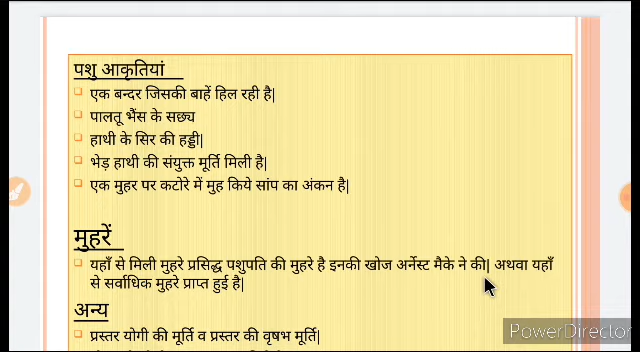 पशु आकृतियां
एक बन्दर जिसकी बाहें हिल रही है|
पालतू भैंस के सछ्य
हाथी के सिर की हड्डी|
भेड़ हाथी की संयुक्त मूर्ति मिली है|
एक मुहर पर कटोरे में मुह किये सांप का अंकन है|
मुहरें
यहाँ से मिली मुहरे प्रसिद्ध पशुपति की मुहरे है इनकी खोज अर्नेस्ट मैके ने की| अथवा यहाँ
से सर्वाधिक मुहरे प्राप्त हुई है|
अन्य
प्रस्तर योगी की मूर्ति व प्रस्तर की वृषभ मूर्ति|
PowerDirector